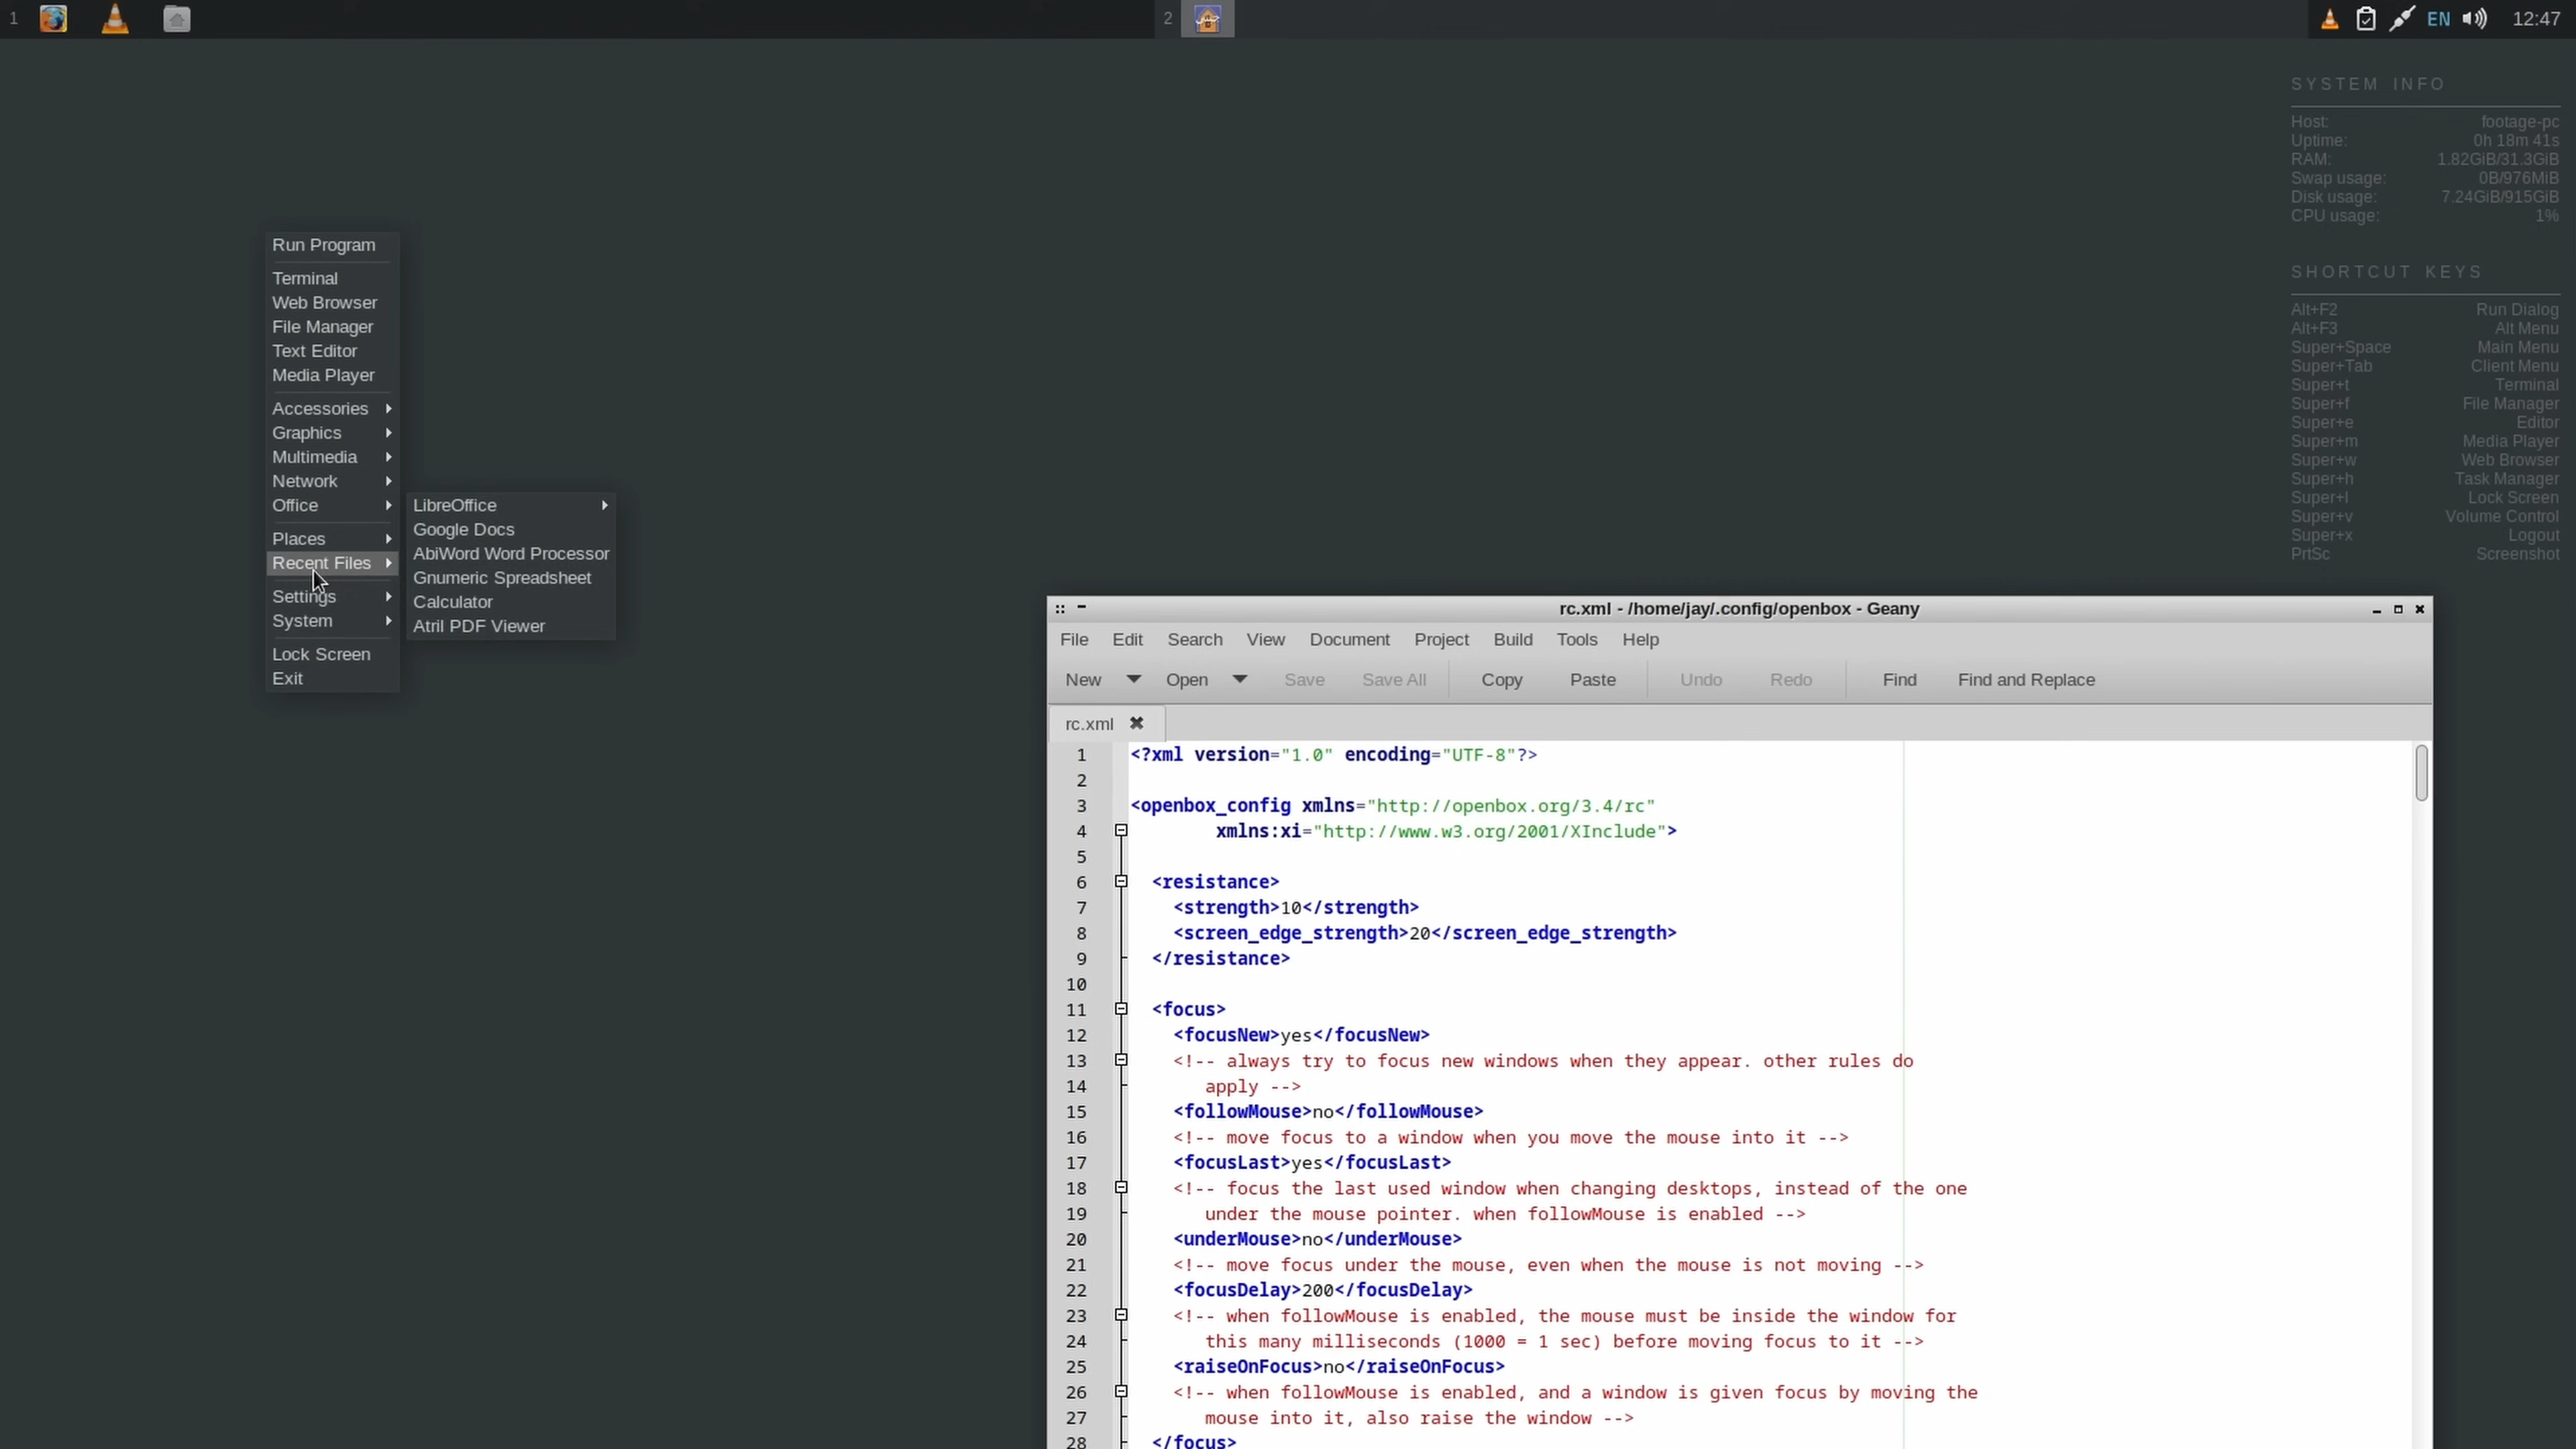 1
2
EN
12:47
SYSTEM INFO
Host: footage-pc
Uptime: 0h 18m 41s
RAM: 1.82GiB/31.3GiB
Swap usage: 0B/976MiB
Disk usage: 7.24GiB/915GiB
CPU usage: 1%
SHORTCUT KEYS
Alt+F2 Run Dialog
Alt+F3 Alt Menu
Super+Space Main Menu
Super+Tab Client Menu
Super+t Terminal
Super+f File Manager
Super+e Editor
Super+m Media Player
Super+w Web Browser
Super+h Task Manager
Super+l Lock Screen
Super+v Volume Control
Super+x Logout
PrtSc Screenshot
Run Program
Terminal
Web Browser
File Manager
Text Editor
Media Player
Accessories
Graphics
Multimedia
Network
Office
Places
Recent Files
Settings
System
Lock Screen
Exit
LibreOffice
Google Docs
AbiWord Word Processor
Gnumeric Spreadsheet
Calculator
Atril PDF Viewer
rc.xml - /home/jay/.config/openbox - Geany
File Edit Search View Document Project Build Tools Help
New Open Save Save All Copy Paste Undo Redo Find Find and Replace
rc.xml
1 <?xml version="1.0" encoding="UTF-8"?>
2
3 <openbox_config xmlns="http://openbox.org/3.4/rc"
4 xmlns:xi="http://www.w3.org/2001/XInclude">
5
6 <resistance>
7 <strength>10</strength>
8 <screen_edge_strength>20</screen_edge_strength>
9 </resistance>
10
11 <focus>
12 <focusNew>yes</focusNew>
13 <!-- always try to focus new windows when they appear. other rules do
14 apply -->
15 <followMouse>no</followMouse>
16 <!-- move focus to a window when you move the mouse into it -->
17 <focusLast>yes</focusLast>
18 <!-- focus the last used window when changing desktops, instead of the one
19 under the mouse pointer. when followMouse is enabled -->
20 <underMouse>no</underMouse>
21 <!-- move focus under the mouse, even when the mouse is not moving -->
22 <focusDelay>200</focusDelay>
23 <!-- when followMouse is enabled, the mouse must be inside the window for
24 this many milliseconds (1000 = 1 sec) before moving focus to it -->
25 <raiseOnFocus>no</raiseOnFocus>
26 <!-- when followMouse is enabled, and a window is given focus by moving the
27 mouse into it, also raise the window -->
28 </focus>